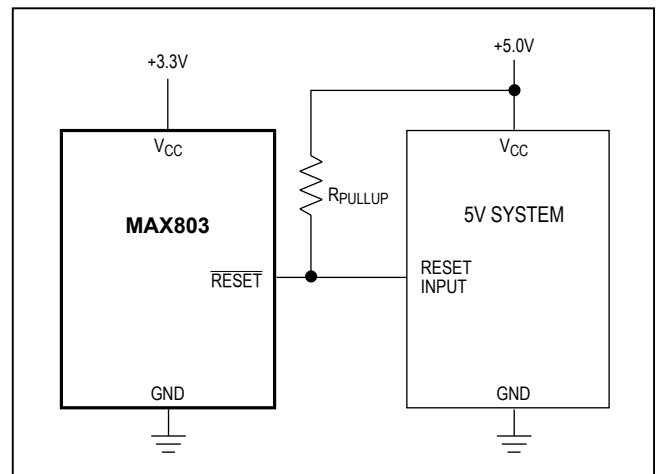 +3.3V
+5.0V
VCC
VCC
RPULLUP
MAX803
5V SYSTEM
RESET
RESET
INPUT
GND
GND